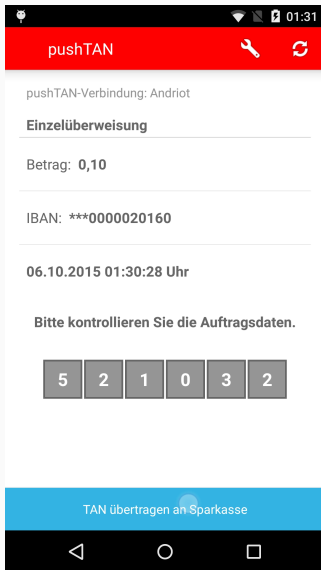 01:31
pushTAN
pushTAN-Verbindung: Andriot
Einzelüberweisung
Betrag: 0,10
IBAN: ***0000020160
06.10.2015 01:30:28 Uhr
Bitte kontrollieren Sie die Auftragsdaten.
5 2 1 0 3 2
TAN übertragen an Sparkasse